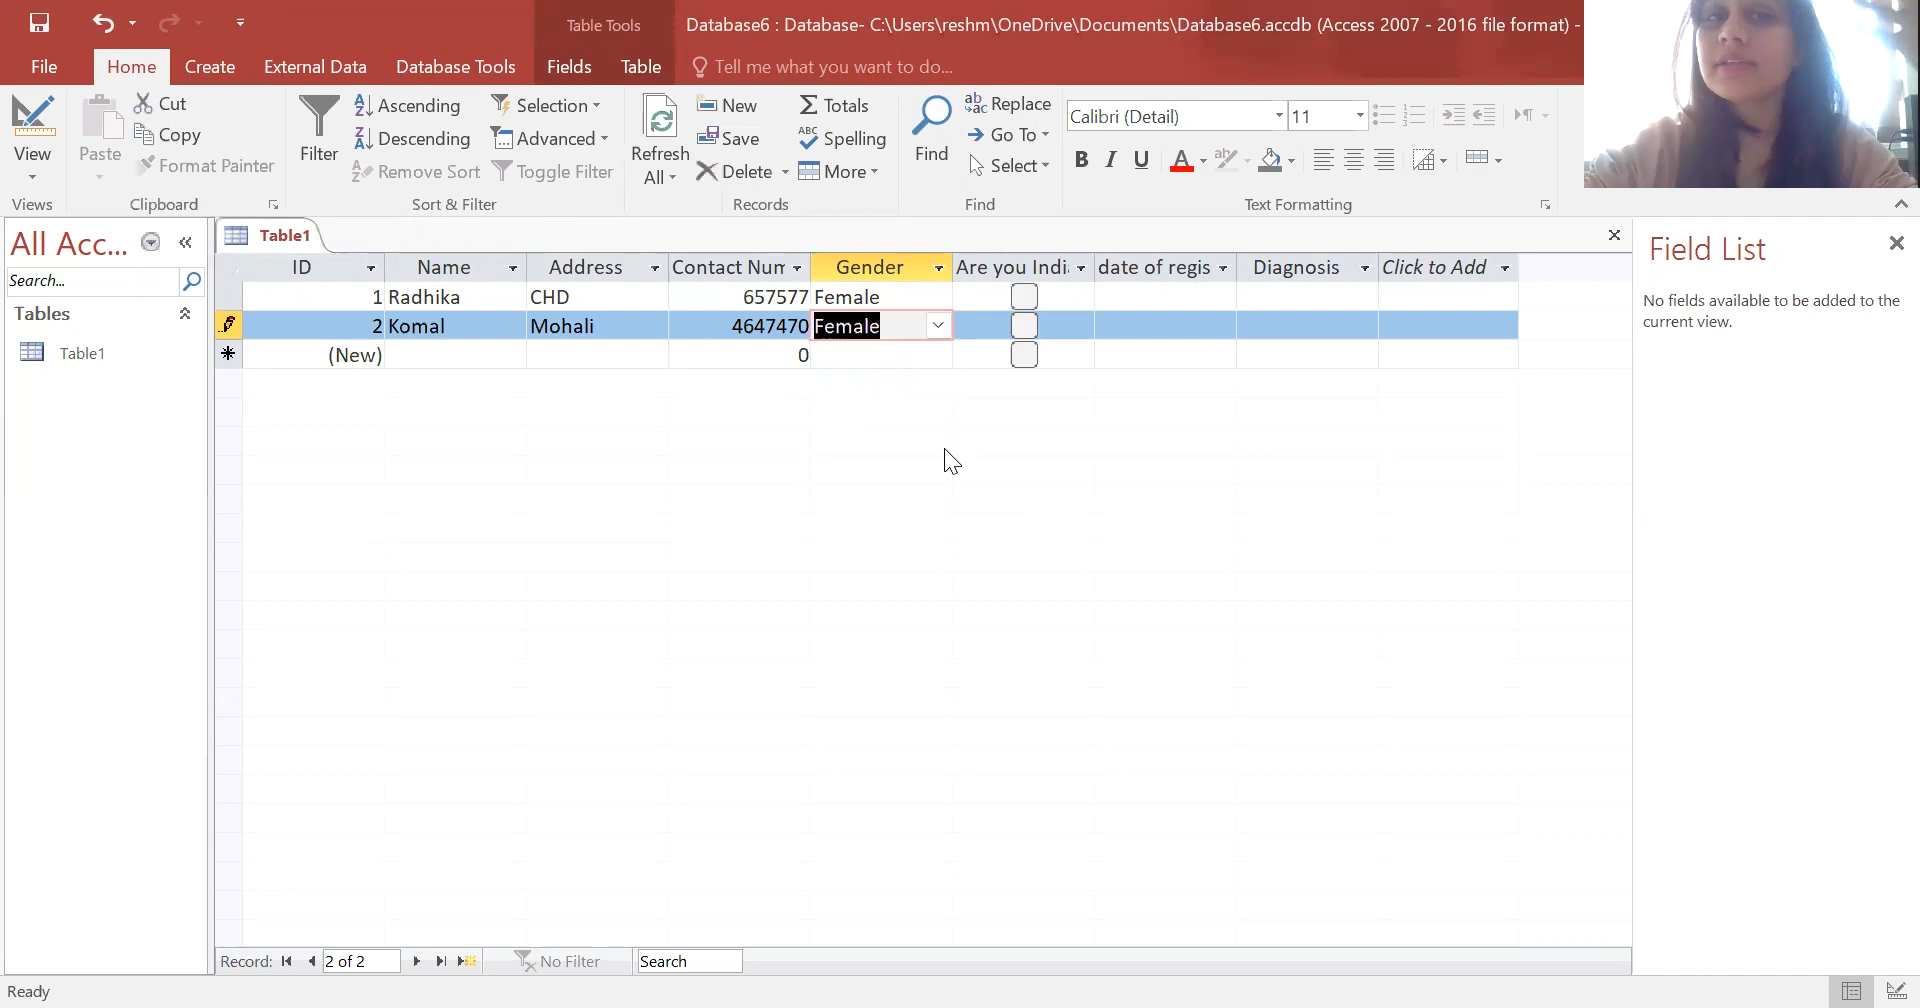 Table Tools
Database6 : Database- C:\Users\reshm\OneDrive\Documents\Database6.accdb (Access 2007 - 2016 file format) -
File Home Create External Data Database Tools Fields Table Tell me what you want to do...
View
Views
Paste
Cut
Copy
Format Painter
Clipboard
Filter
Ascending
Descending
Remove Sort
Selection
Advanced
Toggle Filter
Sort & Filter
Refresh
All
New
Save
Delete
Totals
Spelling
More
Records
Find
Replace
Go To
Select
Find
Calibri (Detail) 11
B I U A
Text Formatting
All Acc...
Search...
Tables
Table1
Table1
ID Name Address Contact Num Gender Are you Indi date of regis Diagnosis Click to Add
1 Radhika CHD 657577 Female
2 Komal Mohali 4647470 Female
(New) 0
Field List
No fields available to be added to the
current view.
Record: 2 of 2 No Filter Search
Ready